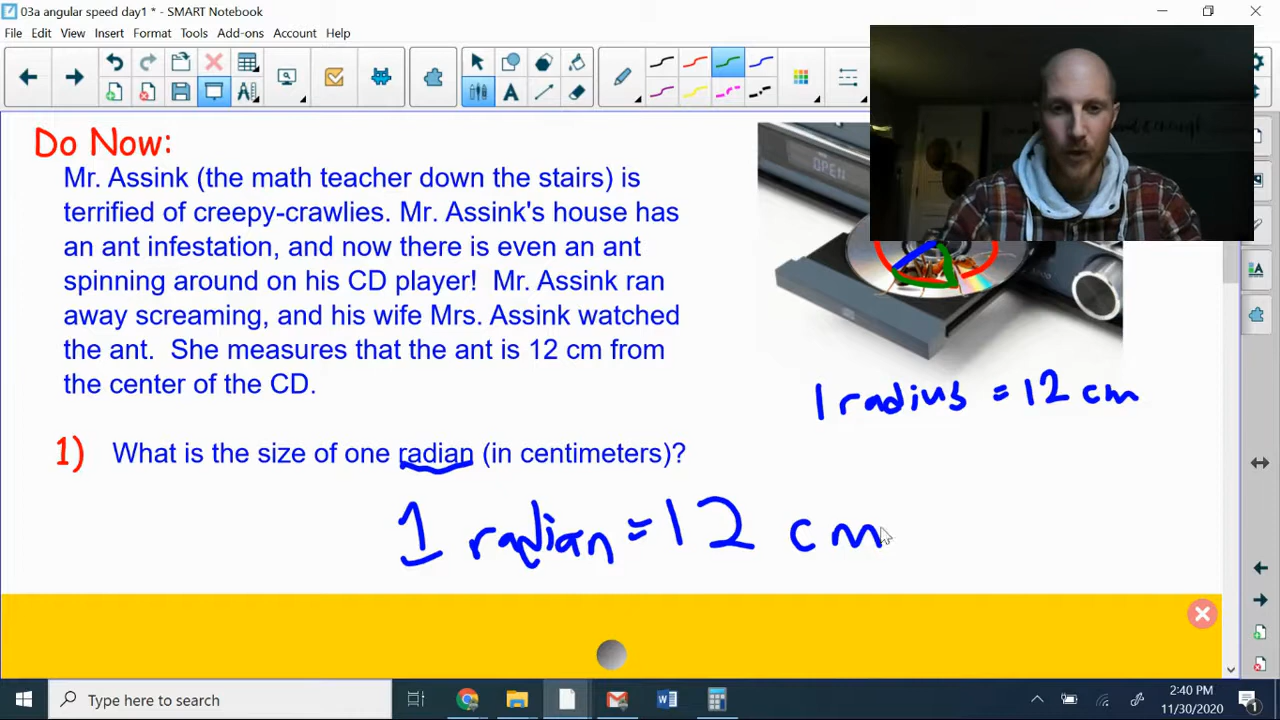 03a angular speed day1 * - SMART Notebook
File Edit View Insert Format Tools Add-ons Account Help
Do Now:
Mr. Assink (the math teacher down the stairs) is
terrified of creepy-crawlies. Mr. Assink's house has
an ant infestation, and now there is even an ant
spinning around on his CD player! Mr. Assink ran
away screaming, and his wife Mrs. Assink watched
the ant. She measures that the ant is 12 cm from
the center of the CD.
OPEN
1 radius = 12 cm
1) What is the size of one radian (in centimeters)?
1 radian = 12 cm
Type here to search
2:40 PM
11/30/2020
1